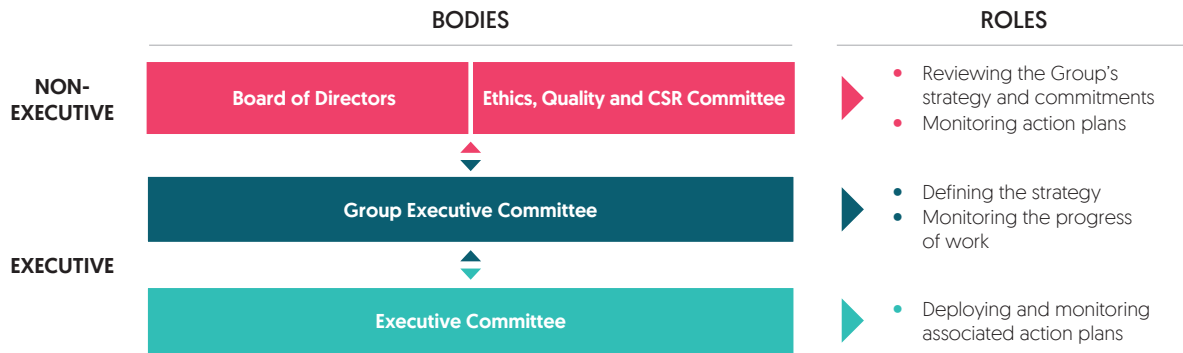 BODIES
ROLES
NON-
EXECUTIVE
Board of Directors
Ethics, Quality and CSR Committee
• Reviewing the Group's
strategy and commitments
• Monitoring action plans
Group Executive Committee
• Defining the strategy
• Monitoring the progress
of work
EXECUTIVE
Executive Committee
• Deploying and monitoring
associated action plans